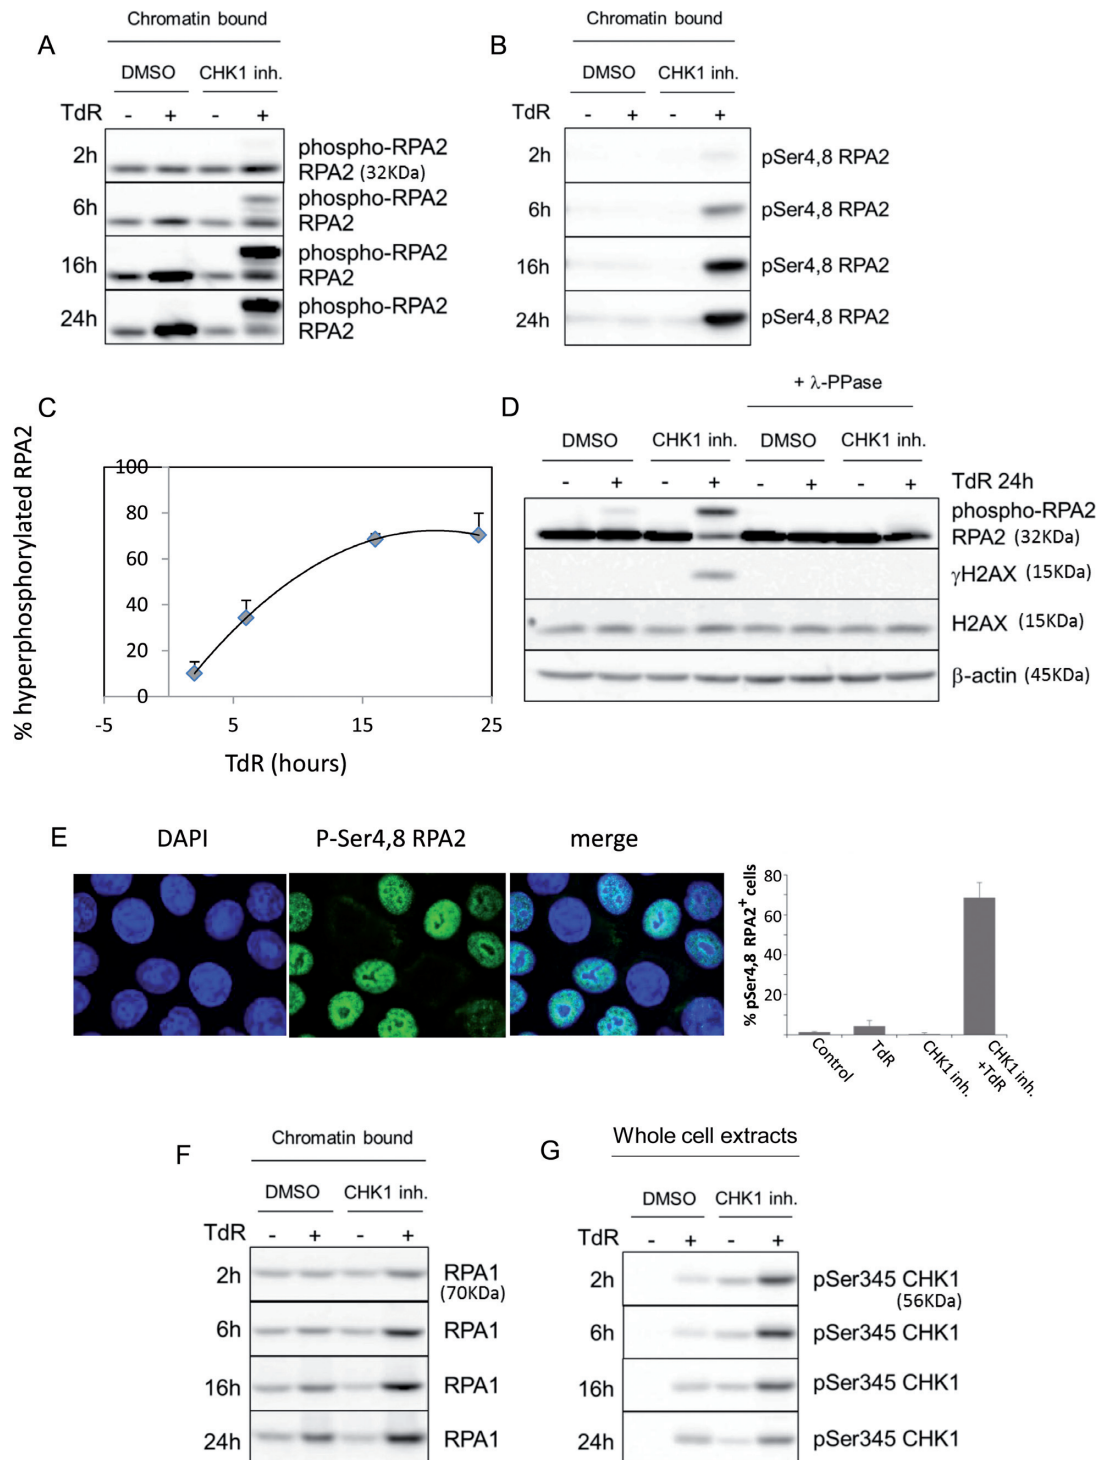 A
Chromatin bound
DMSO CHK1 inh.
TdR - + - +
2h phospho-RPA2
RPA2 (32KDa)
6h phospho-RPA2
RPA2
16h phospho-RPA2
RPA2
24h phospho-RPA2
RPA2
B
Chromatin bound
DMSO CHK1 inh.
TdR - + - +
2h pSer4,8 RPA2
6h pSer4,8 RPA2
16h pSer4,8 RPA2
24h pSer4,8 RPA2
C
% hyperphosphorylated RPA2
100
80
60
40
20
0
-5 5 15 25
TdR (hours)
D
+ λ-PPase
DMSO CHK1 inh. DMSO CHK1 inh.
- + - + - + - + TdR 24h
phospho-RPA2
RPA2 (32KDa)
γH2AX (15KDa)
H2AX (15KDa)
β-actin (45KDa)
E
DAPI P-Ser4,8 RPA2 merge
% pSer4,8 RPA2+ cells
80
60
40
20
Control
TdR
CHK1 inh.
CHK1 inh.
+TdR
F
Chromatin bound
DMSO CHK1 inh.
TdR - + - +
2h RPA1
(70KDa)
6h RPA1
16h RPA1
24h RPA1
G
Whole cell extracts
DMSO CHK1 inh.
TdR - + - +
2h pSer345 CHK1
(56KDa)
6h pSer345 CHK1
16h pSer345 CHK1
24h pSer345 CHK1